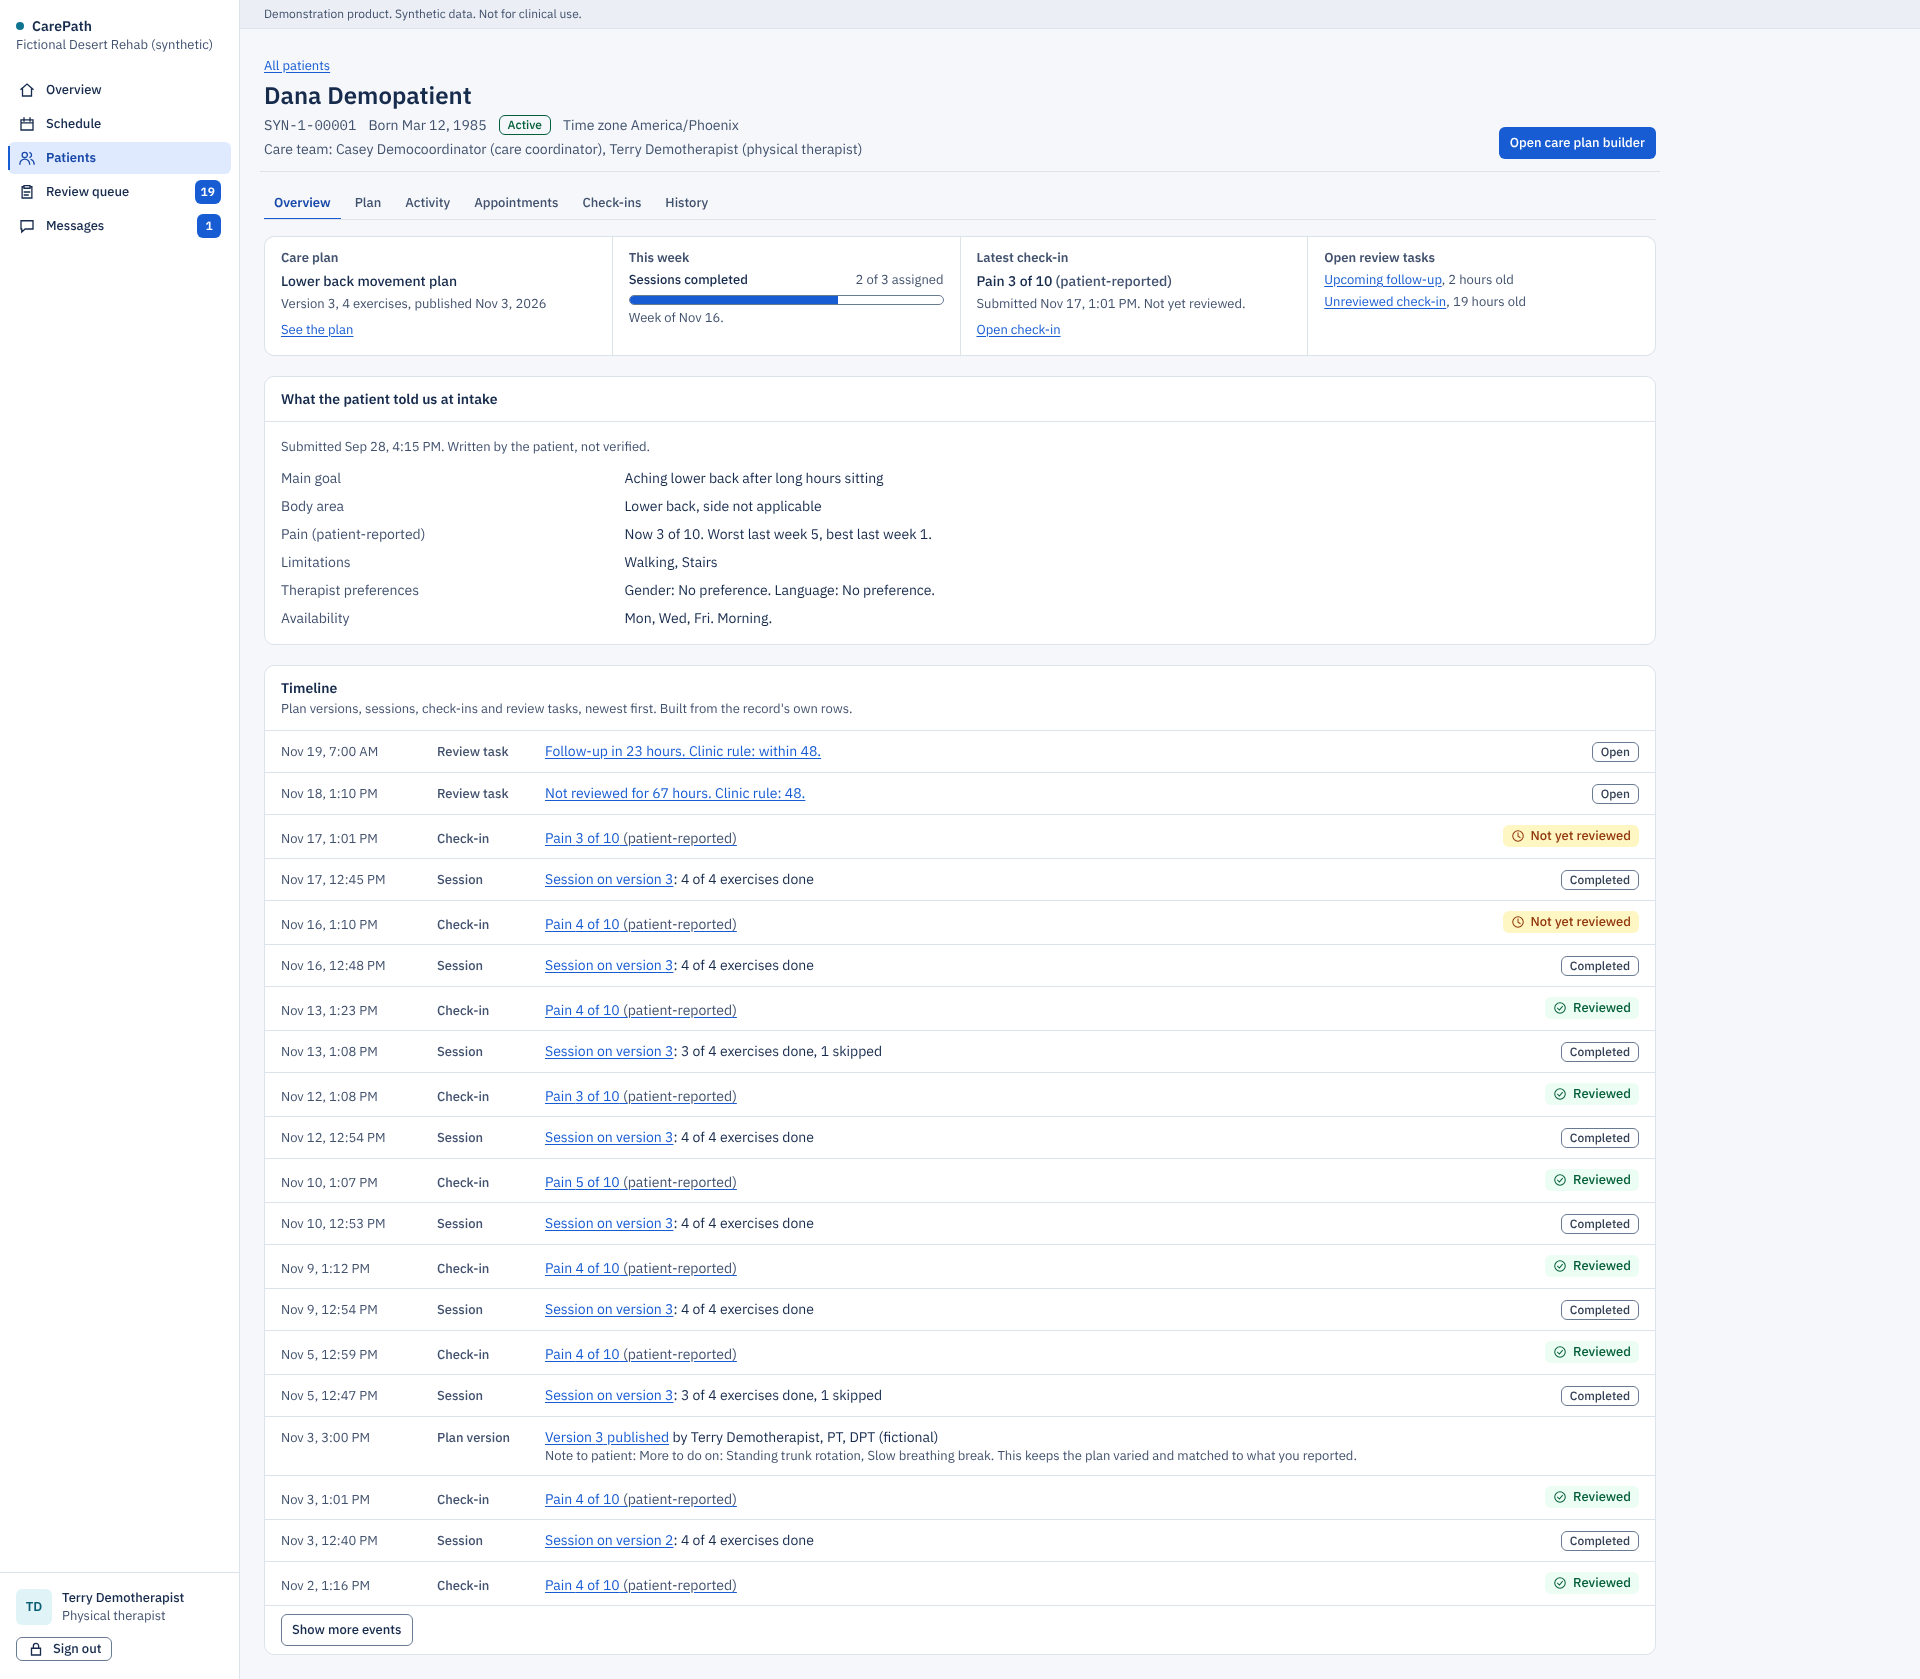 CarePath
Fictional Desert Rehab (synthetic)
Overview
Schedule
Patients
Review queue 19
Messages 1
Terry Demotherapist
TD
Physical therapist
Sign out
Demonstration product. Synthetic data. Not for clinical use.
All patients
Dana Demopatient
SYN-1-00001 Born Mar 12, 1985 Active Time zone America/Phoenix
Care team: Casey Democoordinator (care coordinator), Terry Demotherapist (physical therapist)
Open care plan builder
Overview Plan Activity Appointments Check-ins History
Care plan
Lower back movement plan
Version 3, 4 exercises, published Nov 3, 2026
See the plan
This week
Sessions completed 2 of 3 assigned
Week of Nov 16.
Latest check-in
Pain 3 of 10 (patient-reported)
Submitted Nov 17, 1:01 PM. Not yet reviewed.
Open check-in
Open review tasks
Upcoming follow-up, 2 hours old
Unreviewed check-in, 19 hours old
What the patient told us at intake
Submitted Sep 28, 4:15 PM. Written by the patient, not verified.
Main goal Aching lower back after long hours sitting
Body area Lower back, side not applicable
Pain (patient-reported) Now 3 of 10. Worst last week 5, best last week 1.
Limitations Walking, Stairs
Therapist preferences Gender: No preference. Language: No preference.
Availability Mon, Wed, Fri. Morning.
Timeline
Plan versions, sessions, check-ins and review tasks, newest first. Built from the record's own rows.
Nov 19, 7:00 AM Review task Follow-up in 23 hours. Clinic rule: within 48. Open
Nov 18, 1:10 PM Review task Not reviewed for 67 hours. Clinic rule: 48. Open
Nov 17, 1:01 PM Check-in Pain 3 of 10 (patient-reported) Not yet reviewed
Nov 17, 12:45 PM Session Session on version 3: 4 of 4 exercises done Completed
Nov 16, 1:10 PM Check-in Pain 4 of 10 (patient-reported) Not yet reviewed
Nov 16, 12:48 PM Session Session on version 3: 4 of 4 exercises done Completed
Nov 13, 1:23 PM Check-in Pain 4 of 10 (patient-reported) Reviewed
Nov 13, 1:08 PM Session Session on version 3: 3 of 4 exercises done, 1 skipped Completed
Nov 12, 1:08 PM Check-in Pain 3 of 10 (patient-reported) Reviewed
Nov 12, 12:54 PM Session Session on version 3: 4 of 4 exercises done Completed
Nov 10, 1:07 PM Check-in Pain 5 of 10 (patient-reported) Reviewed
Nov 10, 12:53 PM Session Session on version 3: 4 of 4 exercises done Completed
Nov 9, 1:12 PM Check-in Pain 4 of 10 (patient-reported) Reviewed
Nov 9, 12:54 PM Session Session on version 3: 4 of 4 exercises done Completed
Nov 5, 12:59 PM Check-in Pain 4 of 10 (patient-reported) Reviewed
Nov 5, 12:47 PM Session Session on version 3: 3 of 4 exercises done, 1 skipped Completed
Nov 3, 3:00 PM Plan version Version 3 published by Terry Demotherapist, PT, DPT (fictional)
Note to patient: More to do on: Standing trunk rotation, Slow breathing break. This keeps the plan varied and matched to what you reported.
Nov 3, 1:01 PM Check-in Pain 4 of 10 (patient-reported) Reviewed
Nov 3, 12:40 PM Session Session on version 2: 4 of 4 exercises done Completed
Nov 2, 1:16 PM Check-in Pain 4 of 10 (patient-reported) Reviewed
Show more events